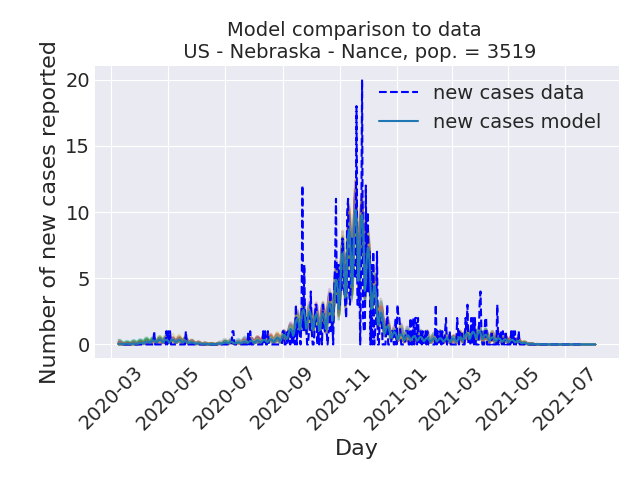 Model comparison to data
US - Nebraska - Nance, pop. = 3519
Number of new cases reported
20
15
10
5
0
new cases data
new cases model
2020-03
2020-05
2020-07
2020-09
2020-11
2021-01
2021-03
2021-05
2021-07
Day